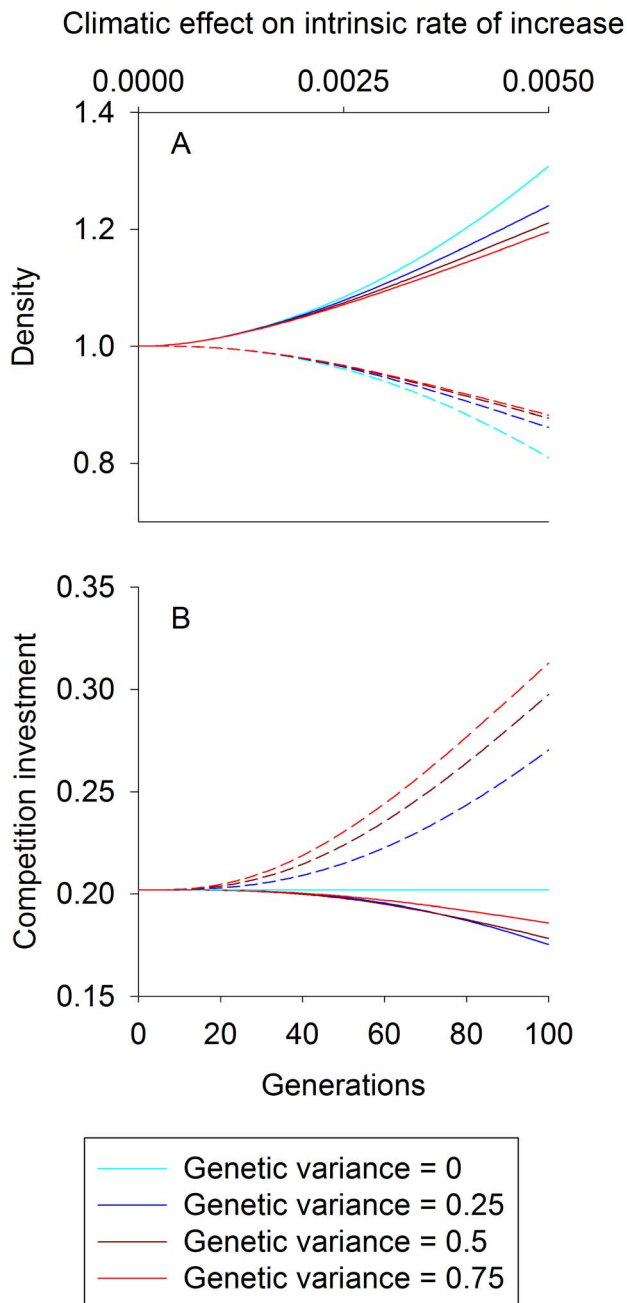 Climatic effect on intrinsic rate of increase
0.0000 0.0025 0.0050
1.4
A
1.2
1.0
0.8
Density
0.35
B
0.30
0.25
0.20
0.15
Competition investment
0 20 40 60 80 100
Generations
Genetic variance = 0
Genetic variance = 0.25
Genetic variance = 0.5
Genetic variance = 0.75